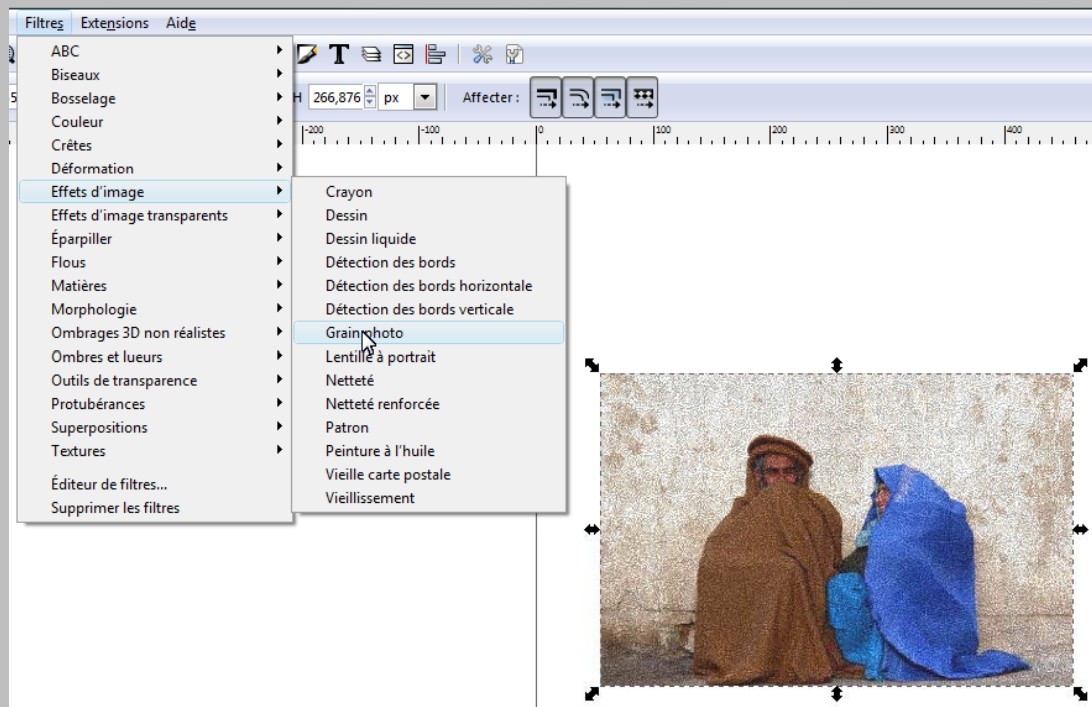 Filtres Extensions Aide
5 H 266,876 px Affecter :
-200 -100 0 100 200 300 400
ABC
Biseaux
Bosselage
Couleur
Crêtes
Déformation
Effets d'image
Effets d'image transparents
Éparpiller
Flous
Matières
Morphologie
Ombrages 3D non réalistes
Ombres et lueurs
Outils de transparence
Protubérances
Superpositions
Textures
Éditeur de filtres...
Supprimer les filtres
Crayon
Dessin
Dessin liquide
Détection des bords
Détection des bords horizontale
Détection des bords verticale
Grain photo
Lentille à portrait
Netteté
Netteté renforcée
Patron
Peinture à l'huile
Vieille carte postale
Vieillissement